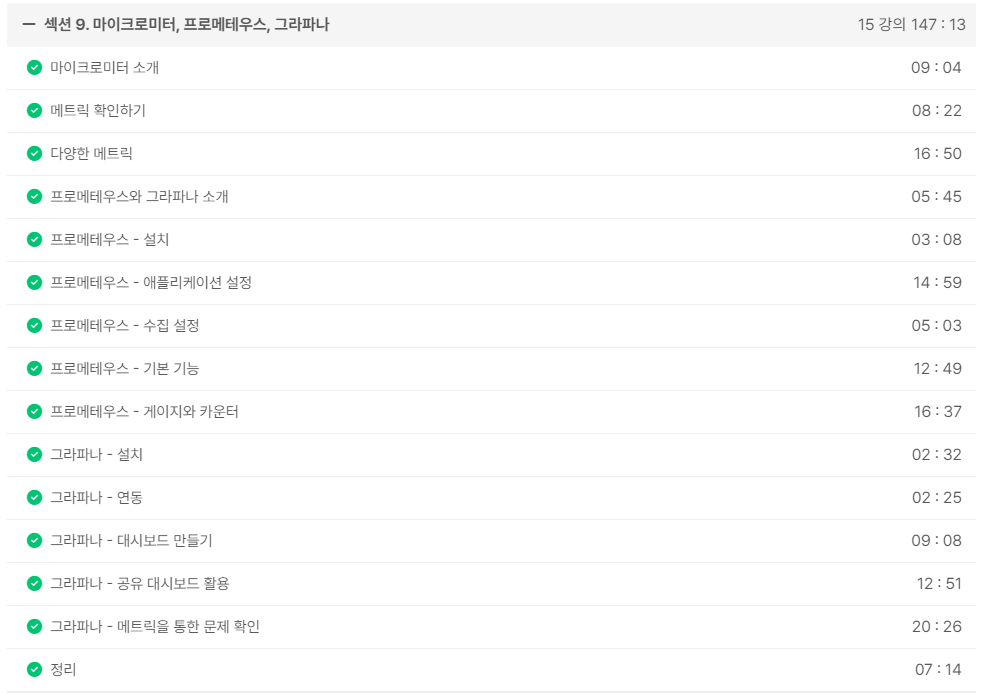 섹션 9. 마이크로미터, 프로메테우스, 그라파나 15 강의 147 : 13
마이크로미터 소개 09 : 04
메트릭 확인하기 08 : 22
다양한 메트릭 16 : 50
프로메테우스와 그라파나 소개 05 : 45
프로메테우스 - 설치 03 : 08
프로메테우스 - 애플리케이션 설정 14 : 59
프로메테우스 - 수집 설정 05 : 03
프로메테우스 - 기본 기능 12 : 49
프로메테우스 - 게이지와 카운터 16 : 37
그라파나 - 설치 02 : 32
그라파나 - 연동 02 : 25
그라파나 - 대시보드 만들기 09 : 08
그라파나 - 공유 대시보드 활용 12 : 51
그라파나 - 메트릭을 통한 문제 확인 20 : 26
정리 07 : 14